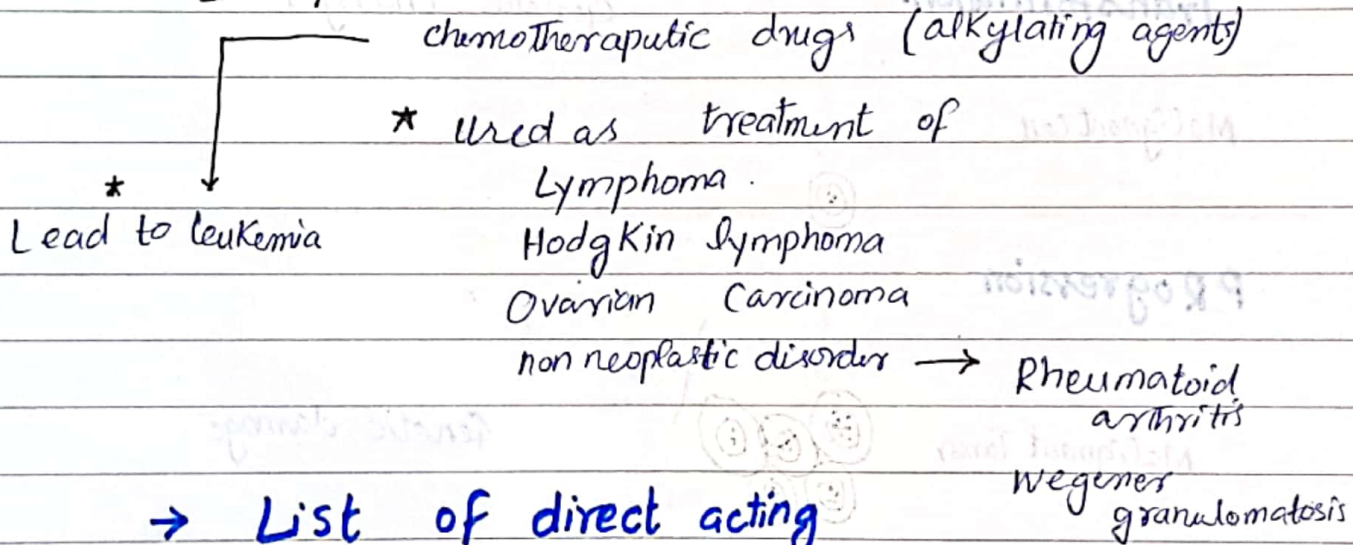 chemotheraputic drugs (alkylating agents)
* Used as treatment of
Lymphoma.
* Lead to leukemia
Hodgkin lymphoma
Ovarian Carcinoma
non neoplastic disorder → Rheumatoid
arthritis
Wegener
granulomatosis
→ List of direct acting